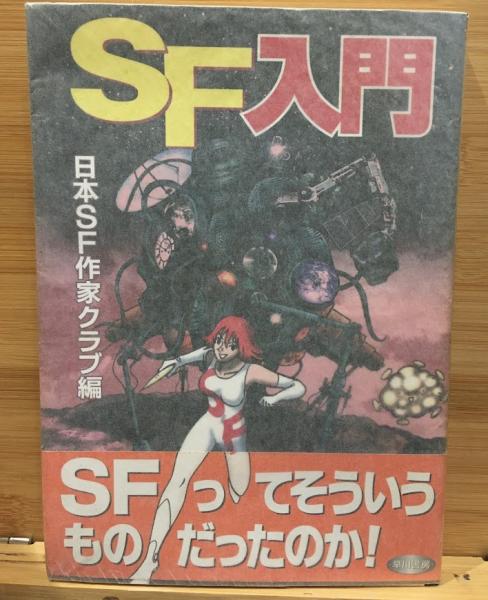 SF入門
日本SF作家クラブ編
SF
SFってそういう
ものだったのか!
早川書房